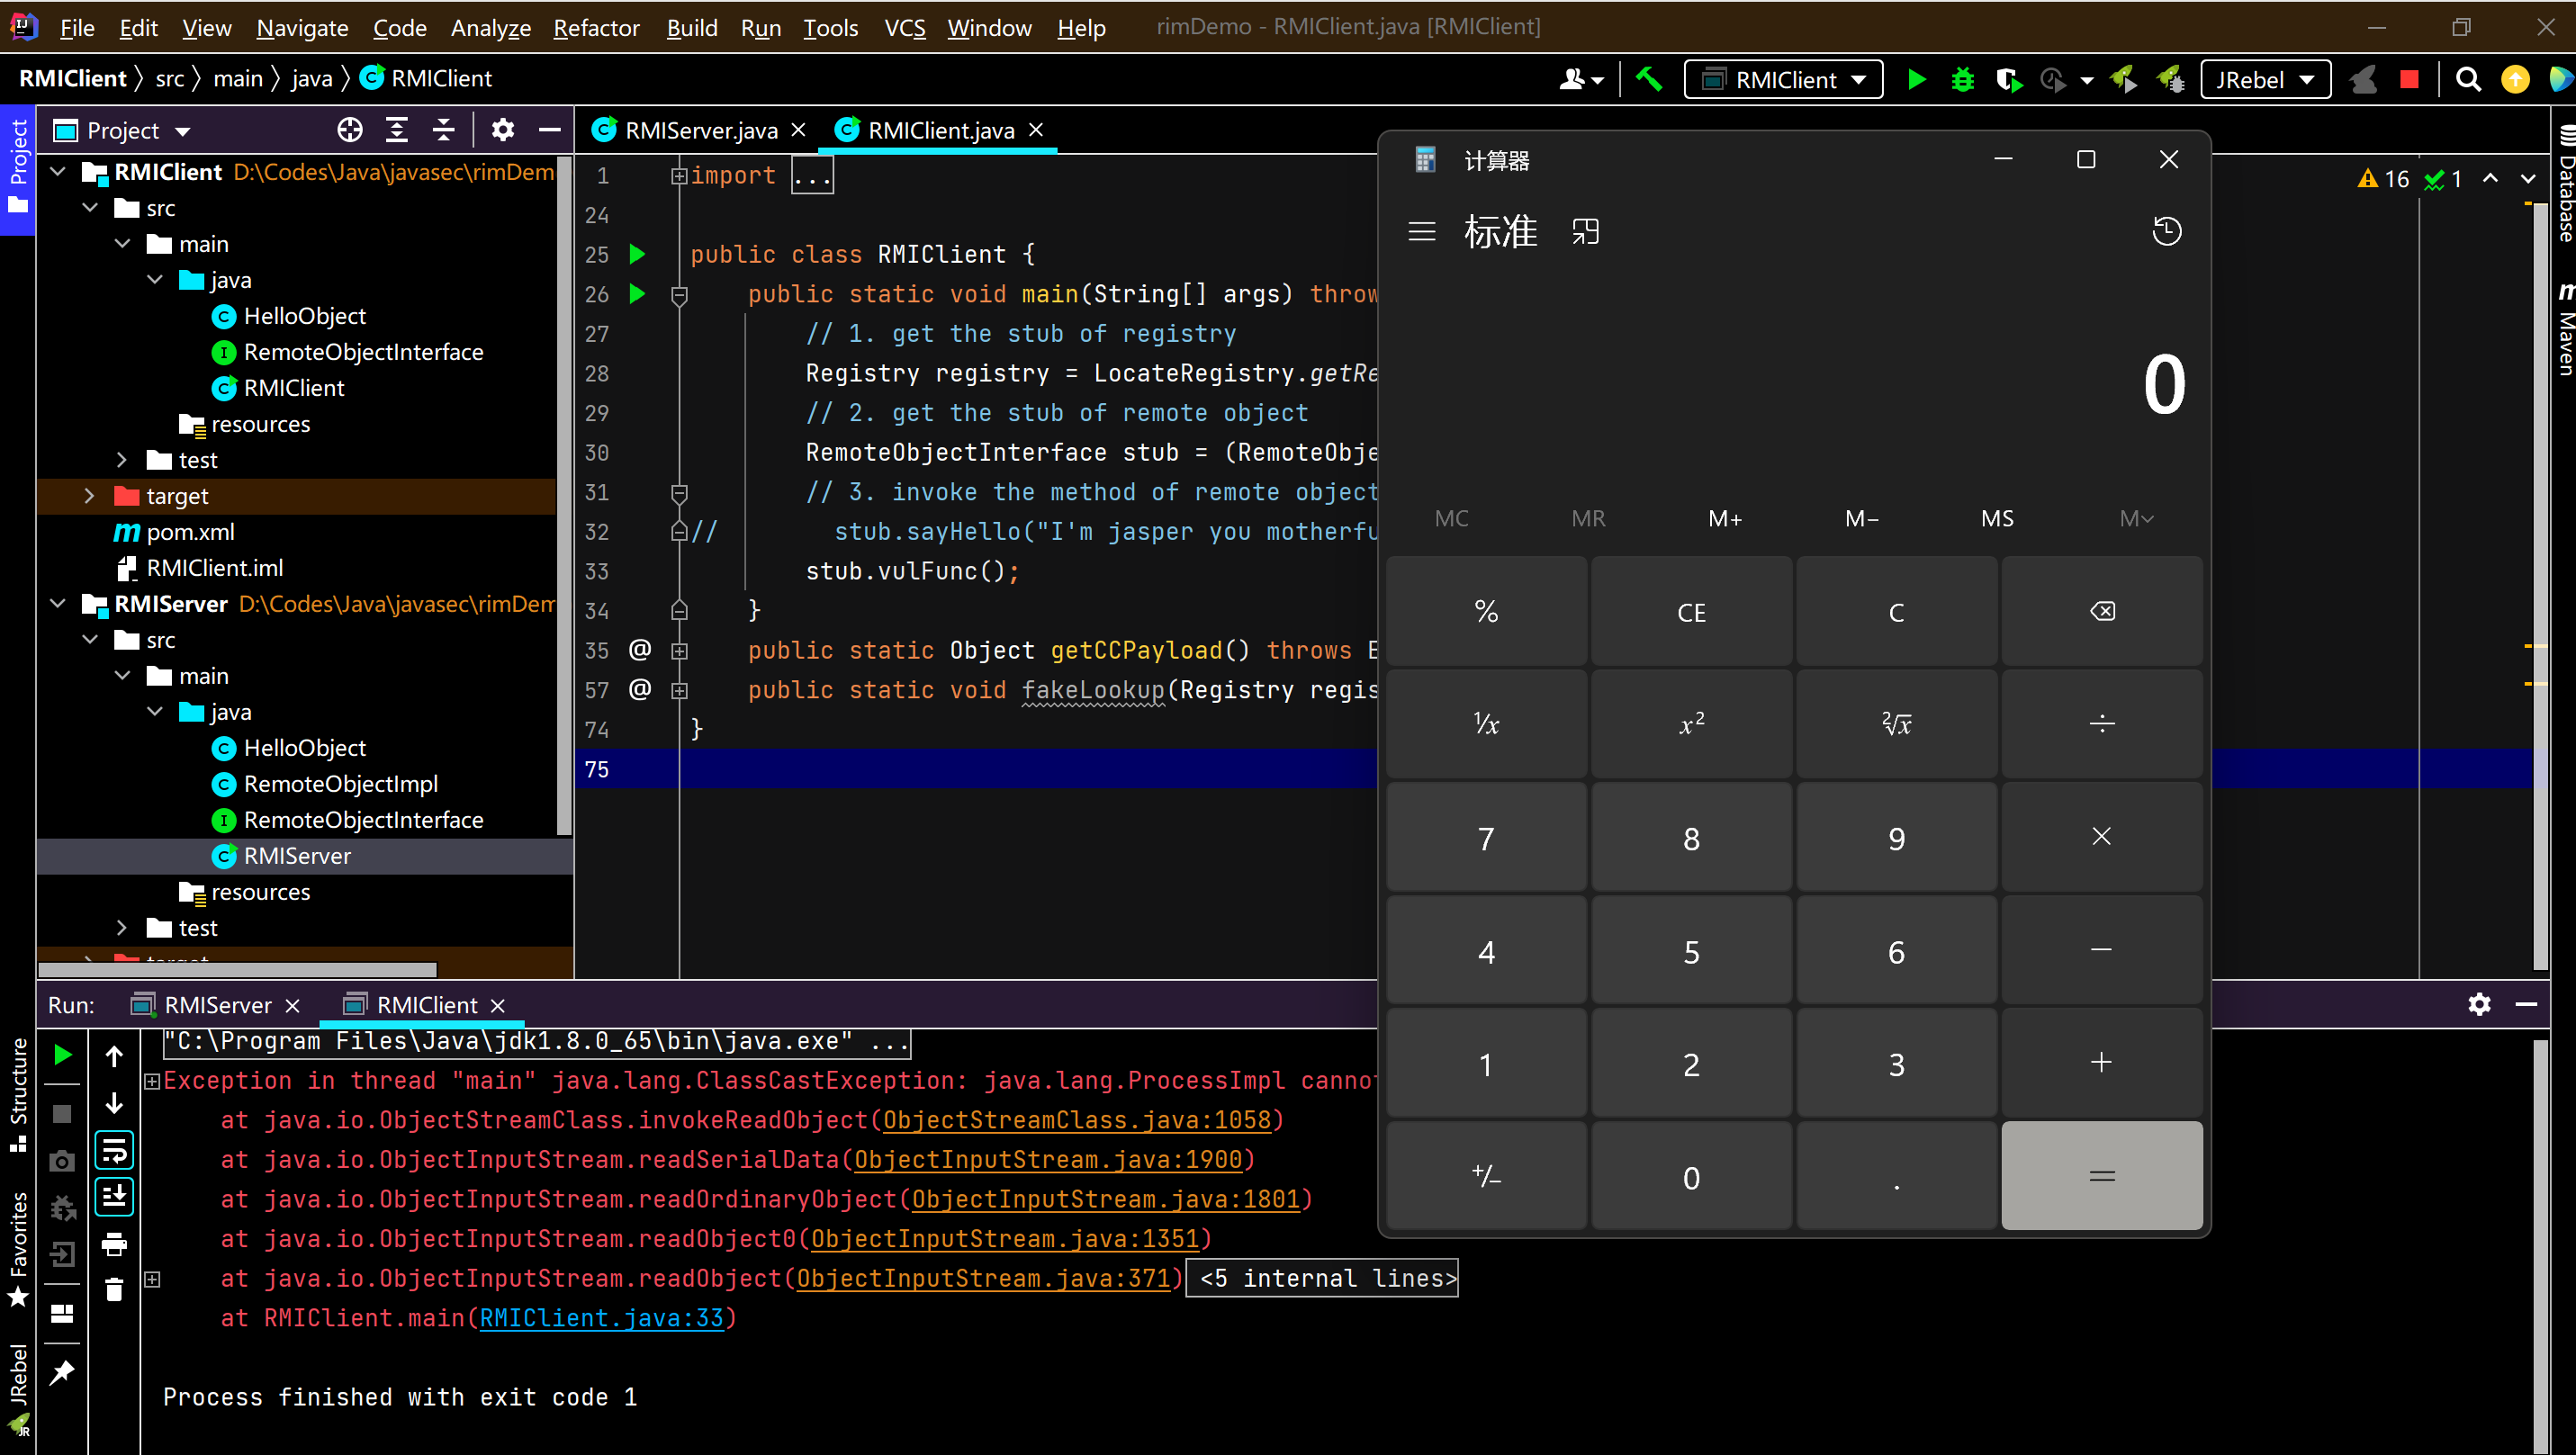 File Edit View Navigate Code Analyze Refactor Build Run Tools VCS Window Help rimDemo - RMIClient.java [RMIClient]
RMIClient src main java RMIClient
RMIClient JRebel
Project
Project
RMIServer.java RMIClient.java
RMIClient D:\Codes\Java\javasec\rimDem
src
main
java
HelloObject
RemoteObjectInterface
RMIClient
resources
test
target
pom.xml
RMIClient.iml
RMIServer D:\Codes\Java\javasec\rimDem
src
main
java
HelloObject
RemoteObjectImpl
RemoteObjectInterface
RMIServer
resources
test
target
1 import ...
24
25 public class RMIClient {
26 public static void main(String[] args) throw
27 // 1. get the stub of registry
28 Registry registry = LocateRegistry.getRe
29 // 2. get the stub of remote object
30 RemoteObjectInterface stub = (RemoteObje
31 // 3. invoke the method of remote object
32 // stub.sayHello("I'm jasper you motherfu
33 stub.vulFunc();
34 }
35 @ public static Object getCCPayload() throws E
57 @ public static void fakeLookup(Registry regis
74 }
75
16 1
Database
Maven
计算器
标准
0
MC MR M+ M− MS M
% CE C
¹⁄x x² ²√x ÷
7 8 9 ×
4 5 6 −
1 2 3 +
+/− 0 . =
Run: RMIServer RMIClient
Structure
Favorites
JRebel
"C:\Program Files\Java\jdk1.8.0_65\bin\java.exe" ...
Exception in thread "main" java.lang.ClassCastException: java.lang.ProcessImpl cannot
at java.io.ObjectStreamClass.invokeReadObject(ObjectStreamClass.java:1058)
at java.io.ObjectInputStream.readSerialData(ObjectInputStream.java:1900)
at java.io.ObjectInputStream.readOrdinaryObject(ObjectInputStream.java:1801)
at java.io.ObjectInputStream.readObject0(ObjectInputStream.java:1351)
at java.io.ObjectInputStream.readObject(ObjectInputStream.java:371) <5 internal lines>
at RMIClient.main(RMIClient.java:33)
Process finished with exit code 1